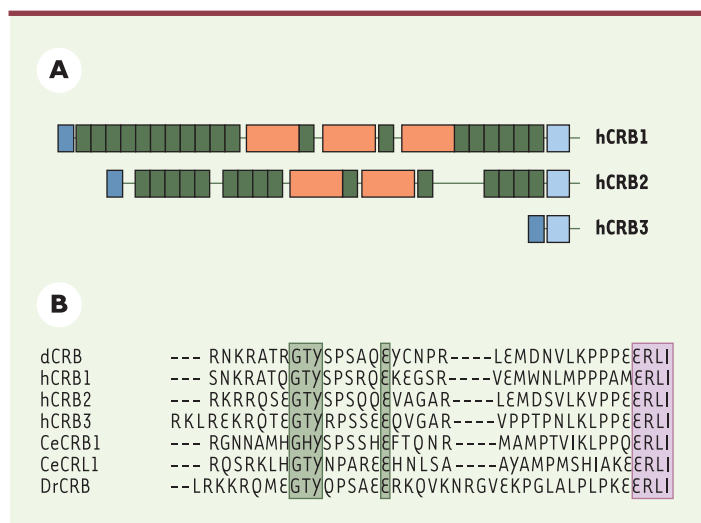 A
hCRB1
hCRB2
hCRB3
B
dCRB --- RNKRATRGTYSPSAQEYCNPR----LEMDNVLKPPPEERLI
hCRB1 --- SNKRATQGTYSPSRQEKEGSR----VEMWNLMPPPAMERLI
hCRB2 --- RKRRQSEGTYSPSQQEVAGAR----LEMDSVLKVPPEERLI
hCRB3 RKLREKRQTEGTYRPSSEEQVGAR----VPPTPNLKLPPEERLI
CeCRB1 --- RGNNAMHGHYSPSSHEFTQNR----MAMPTVIKLPPQERLI
CeCRL1 --- RQSRKLHGTYNPAREEHNLSA----AYAMPMSHIAKEERLI
DrCRB --LRKKRQMEGTYQPSAEERKQVKNRGVEKPGLALPLPKEERLI